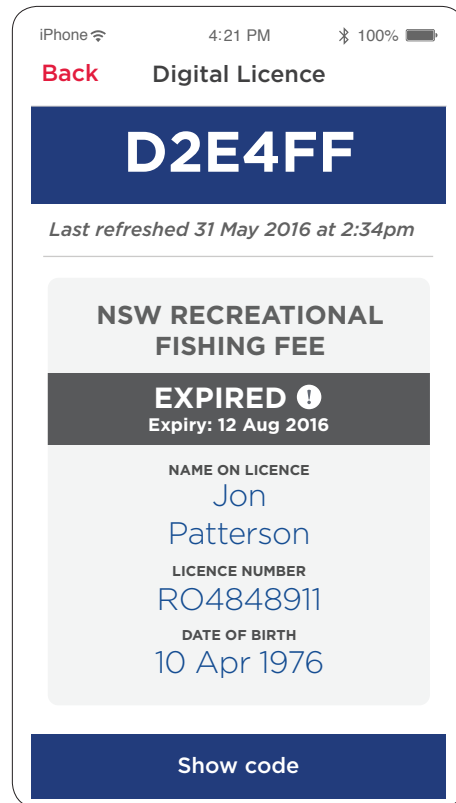 iPhone 4:21 PM 100%
Back Digital Licence
D2E4FF
Last refreshed 31 May 2016 at 2:34pm
NSW RECREATIONAL
FISHING FEE
EXPIRED !
Expiry: 12 Aug 2016
NAME ON LICENCE
Jon
Patterson
LICENCE NUMBER
RO4848911
DATE OF BIRTH
10 Apr 1976
Show code